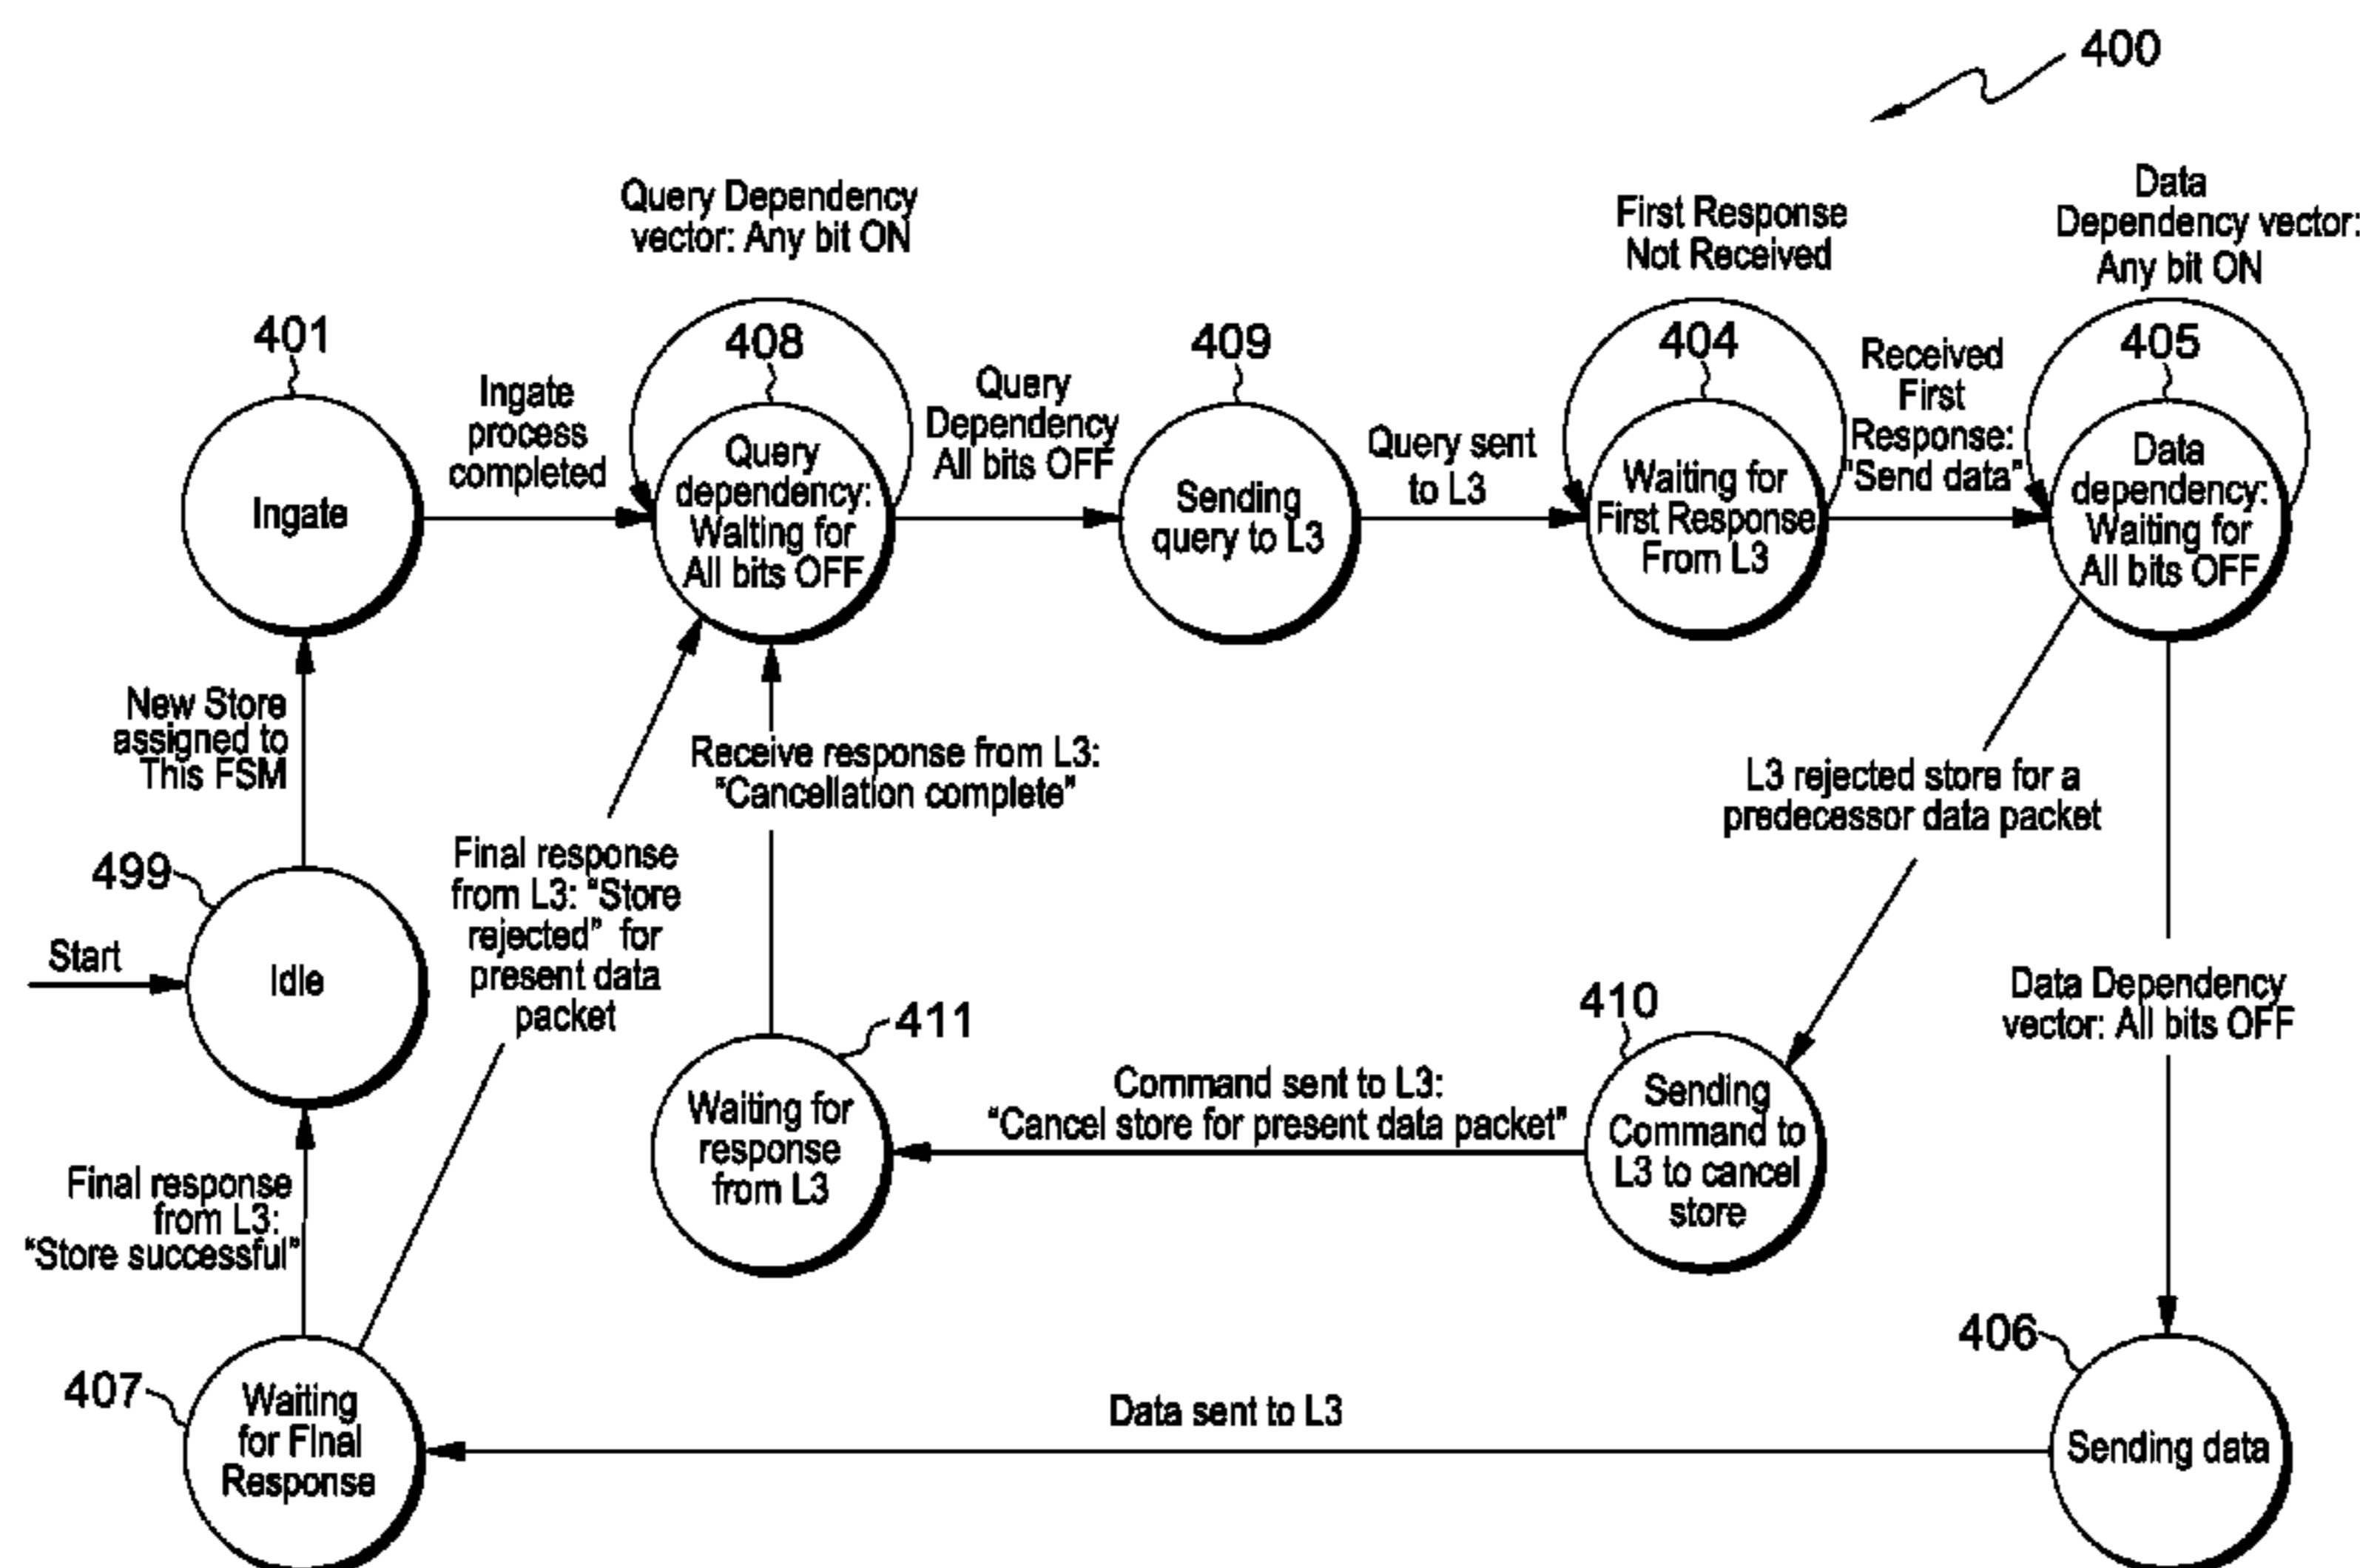 400
Query Dependency
vector: Any bit ON
First Response
Not Received
Data
Dependency vector:
Any bit ON
401
Ingate
Ingate
process
completed
408
Query
dependency:
Waiting for
All bits OFF
Query
Dependency
All bits OFF
409
Sending
query to L3
Query sent
to L3
404
Waiting for
First Response
From L3
Received
First
Response:
"Send data"
405
Data
dependency:
Waiting for
All bits OFF
New Store
assigned to
This FSM
Receive response from L3:
"Cancellation complete"
L3 rejected store for a
predecessor data packet
499
Start
Idle
Final response
from L3: "Store
rejected" for
present data
packet
411
Waiting for
response
from L3
Command sent to L3:
"Cancel store for present data packet"
410
Sending
Command to
L3 to cancel
store
Data Dependency
vector: All bits OFF
Final response
from L3:
"Store successful"
407
Waiting
for Final
Response
Data sent to L3
406
Sending data